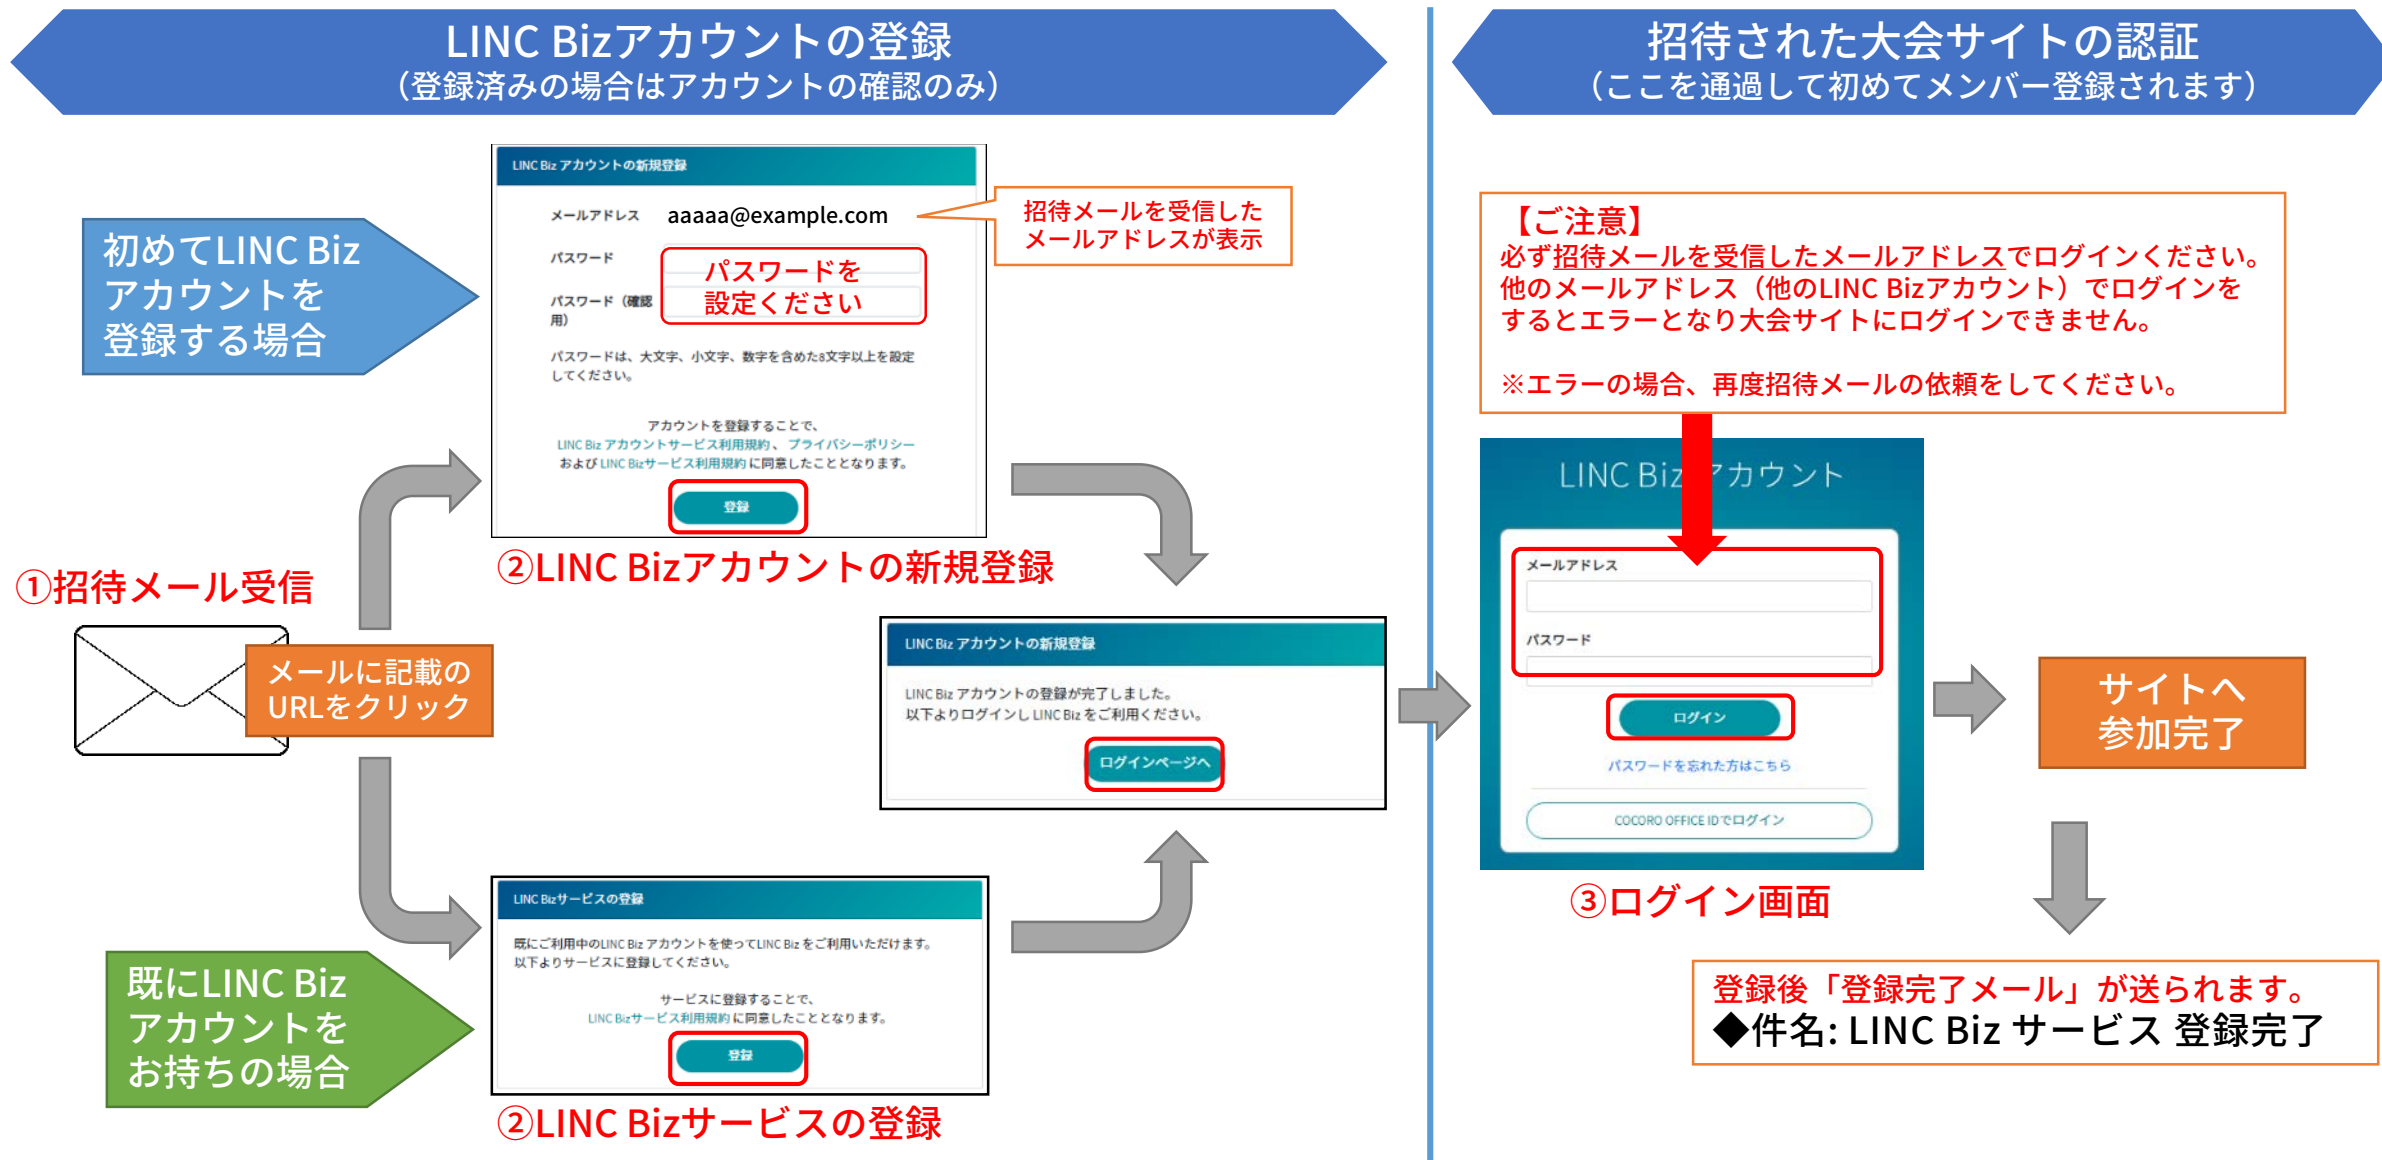 LINC Bizアカウントの登録
（登録済みの場合はアカウントの確認のみ）
初めてLINC Biz
アカウントを
登録する場合
LINC Biz アカウントの新規登録
メールアドレス aaaaa@example.com
招待メールを受信した
メールアドレスが表示
パスワード
パスワード（確認
用）
パスワードを
設定ください
パスワードは、大文字、小文字、数字を含めた8文字以上を設定
してください。
アカウントを登録することで、
LINC Biz アカウントサービス利用規約、 プライバシーポリシー
および LINC Bizサービス利用規約 に同意したこととなります。
登録
②LINC Bizアカウントの新規登録
①招待メール受信
メールに記載の
URLをクリック
LINC Biz アカウントの新規登録
LINC Biz アカウントの登録が完了しました。
以下よりログインし LINC Biz をご利用ください。
ログインページへ
既にLINC Biz
アカウントを
お持ちの場合
LINC Bizサービスの登録
既にご利用中のLINC Biz アカウントを使ってLINC Biz をご利用いただけます。
以下よりサービスに登録してください。
サービスに登録することで、
LINC Bizサービス利用規約 に同意したこととなります。
登録
②LINC Bizサービスの登録
招待された大会サイトの認証
（ここを通過して初めてメンバー登録されます）
【ご注意】
必ず招待メールを受信したメールアドレスでログインください。
他のメールアドレス（他のLINC Bizアカウント）でログインを
するとエラーとなり大会サイトにログインできません。
※エラーの場合、再度招待メールの依頼をしてください。
LINC Biz アカウント
メールアドレス
パスワード
ログイン
パスワードを忘れた方はこちら
COCORO OFFICE IDでログイン
③ログイン画面
サイトへ
参加完了
登録後「登録完了メール」が送られます。
◆件名: LINC Biz サービス 登録完了